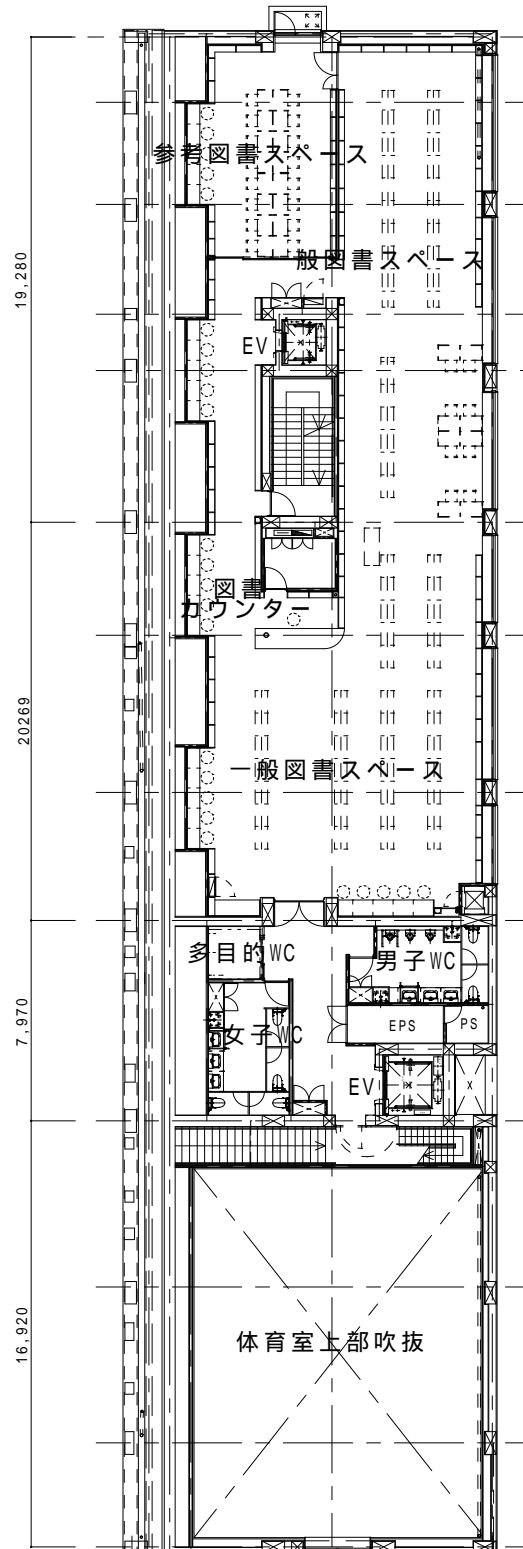 参考図書スペース
般図書スペース
19,280
EV
図書
カウンター
20269
一般図書スペース
多目的WC
男子WC
7,970
女子WC
EPS
PS
EV
16,920
体育室上部吹抜